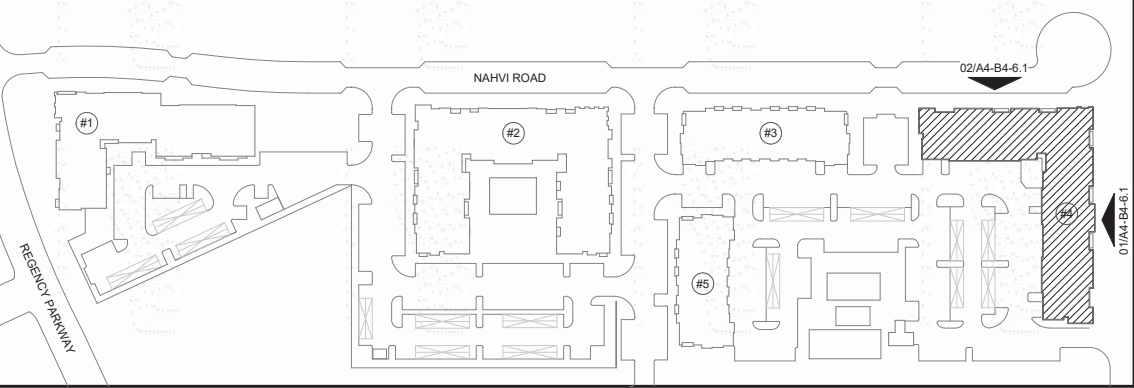 02/A4-B4-6.1
NAHVI ROAD
#1
#2
#3
#4
01/A4-B4-6.1
REGENCY PARKWAY
#5